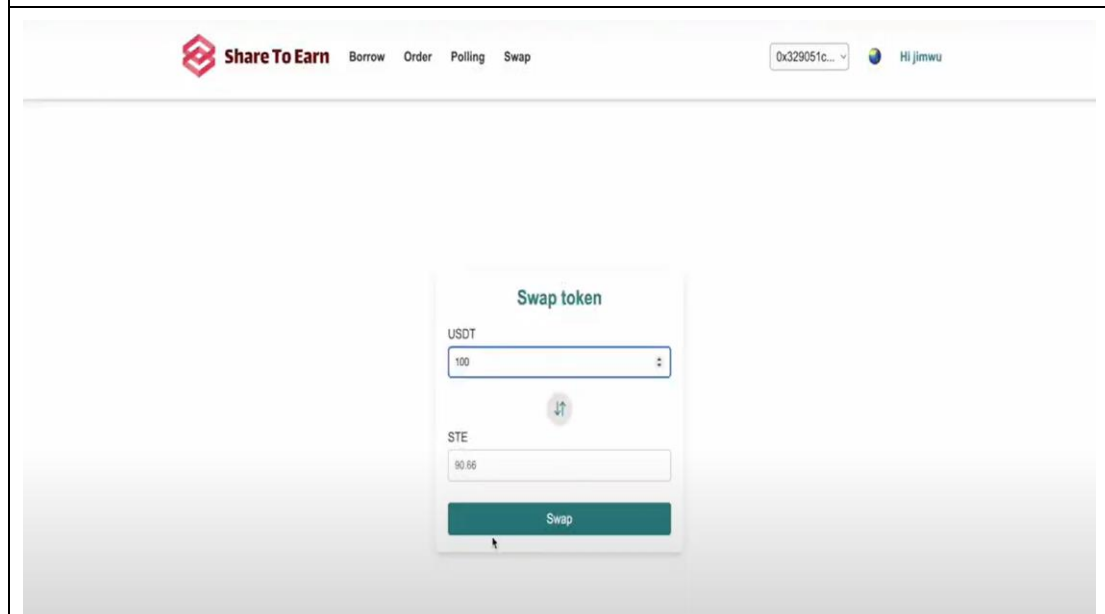 Share To Earn Borrow Order Polling Swap 0x329051c... Hi jimwu
Swap token
USDT
100
STE
90.66
Swap